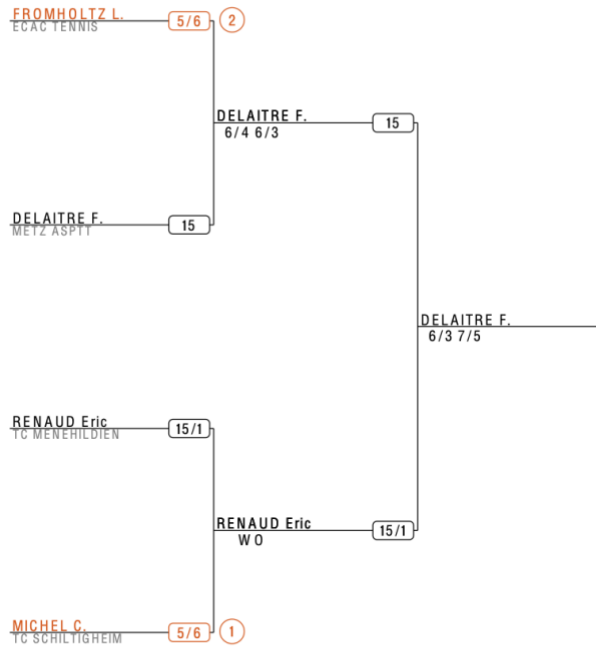 FROMHOLTZ L. 5/6 2
ECAC TENNIS
DELAITRE F. 15
6/4 6/3
DELAITRE F. 15
METZ ASPTT
DELAITRE F.
6/3 7/5
RENAUD Eric 15/1
TC MENEHILDIEN
RENAUD Eric 15/1
W O
MICHEL C. 5/6 1
TC SCHILTIGHEIM